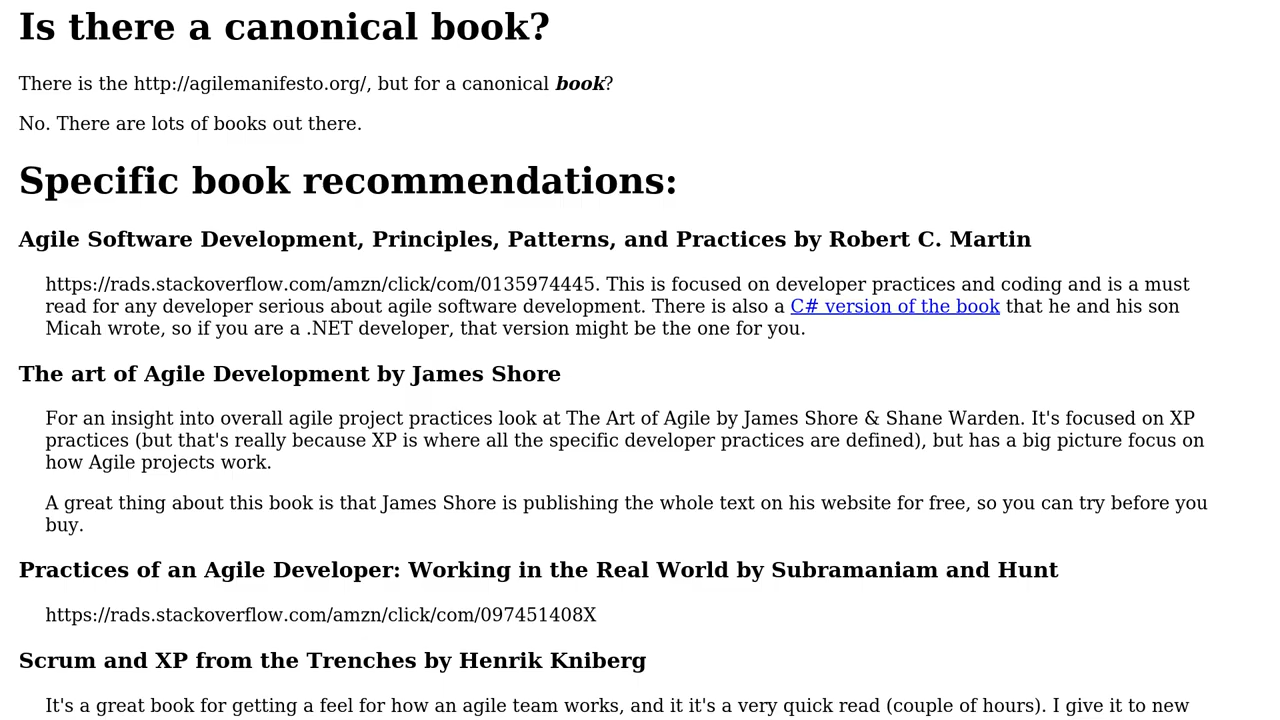 Is there a canonical book?
There is the http://agilemanifesto.org/, but for a canonical book?
No. There are lots of books out there.
Specific book recommendations:
Agile Software Development, Principles, Patterns, and Practices by Robert C. Martin
https://rads.stackoverflow.com/amzn/click/com/0135974445. This is focused on developer practices and coding and is a must
read for any developer serious about agile software development. There is also a C# version of the book that he and his son
Micah wrote, so if you are a .NET developer, that version might be the one for you.
The art of Agile Development by James Shore
For an insight into overall agile project practices look at The Art of Agile by James Shore & Shane Warden. It's focused on XP
practices (but that's really because XP is where all the specific developer practices are defined), but has a big picture focus on
how Agile projects work.
A great thing about this book is that James Shore is publishing the whole text on his website for free, so you can try before you
buy.
Practices of an Agile Developer: Working in the Real World by Subramaniam and Hunt
https://rads.stackoverflow.com/amzn/click/com/097451408X
Scrum and XP from the Trenches by Henrik Kniberg
It's a great book for getting a feel for how an agile team works, and it it's a very quick read (couple of hours). I give it to new